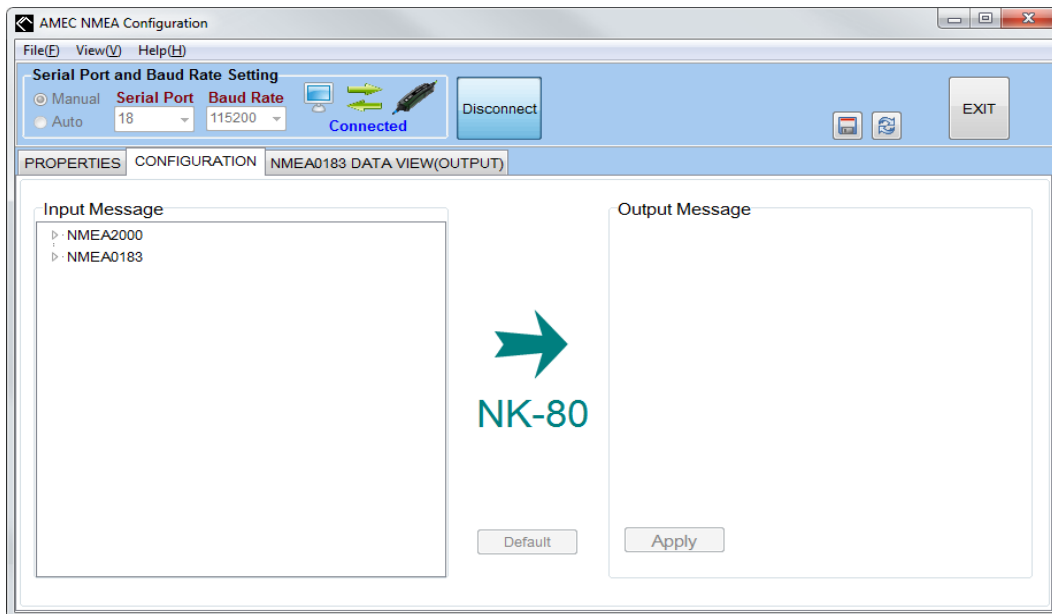 AMEC NMEA Configuration
File(F) View(V) Help(H)
Serial Port and Baud Rate Setting
Manual Serial Port Baud Rate
Auto 18 115200
Connected
Disconnect
EXIT
PROPERTIES CONFIGURATION NMEA0183 DATA VIEW(OUTPUT)
Input Message
NMEA2000
NMEA0183
NK-80
Default
Output Message
Apply